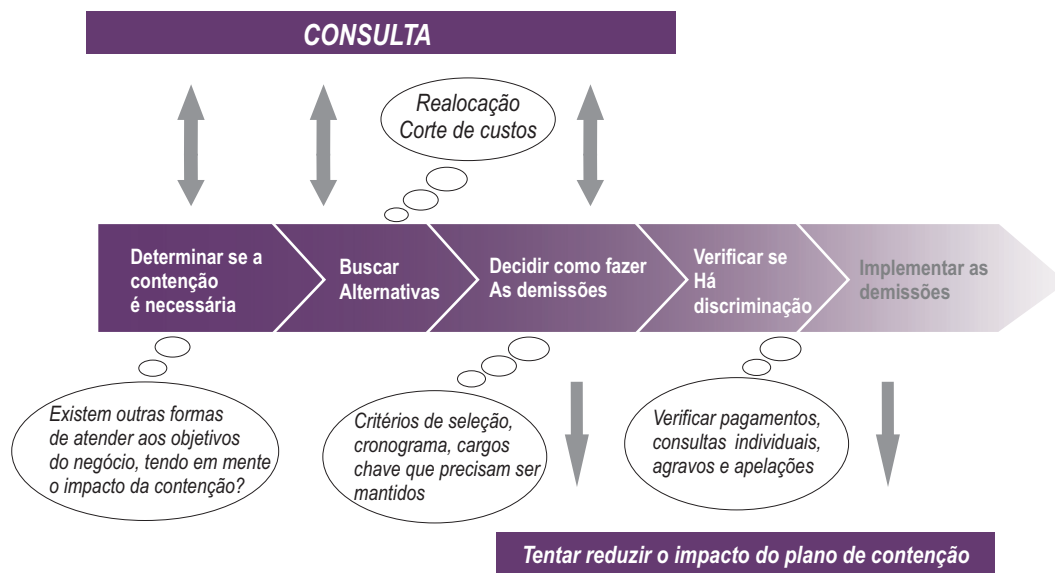 CONSULTA
Realocação
Corte de custos
Determinar se a
contenção
é necessária
Buscar
Alternativas
Decidir como fazer
As demissões
Verificar se
Há
discriminação
Implementar as
demissões
Existem outras formas
de atender aos objetivos
do negócio, tendo em mente
o impacto da contenção?
Critérios de seleção,
cronograma, cargos
chave que precisam ser
mantidos
Verificar pagamentos,
consultas individuais,
agravos e apelações
Tentar reduzir o impacto do plano de contenção